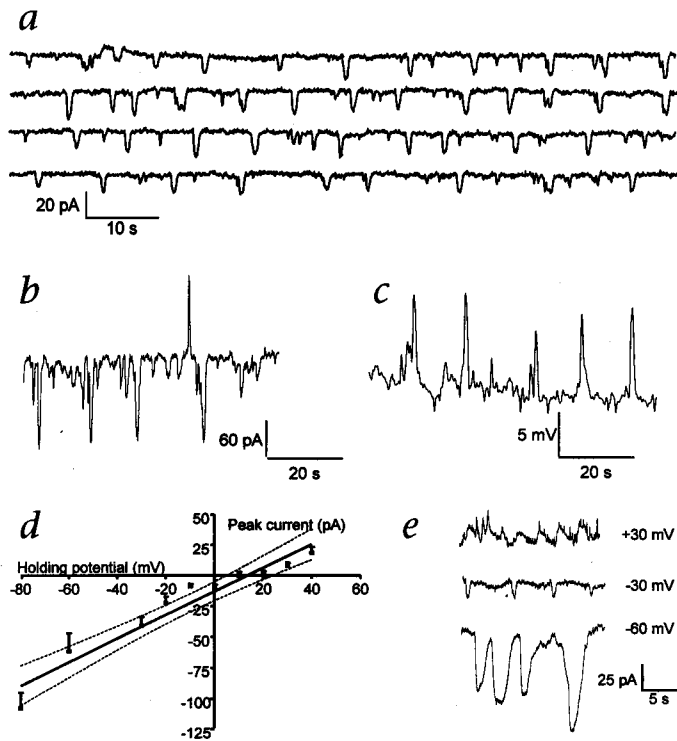 a
20 pA
10 s
b
60 pA
20 s
c
5 mV
20 s
d
50
Peak current (pA)
25
Holding potential (mV)
0
-80 -60 -40 -20 0 20 40 60
-25
-50
-75
-100
-125
e
+30 mV
-30 mV
-60 mV
25 pA
5 s